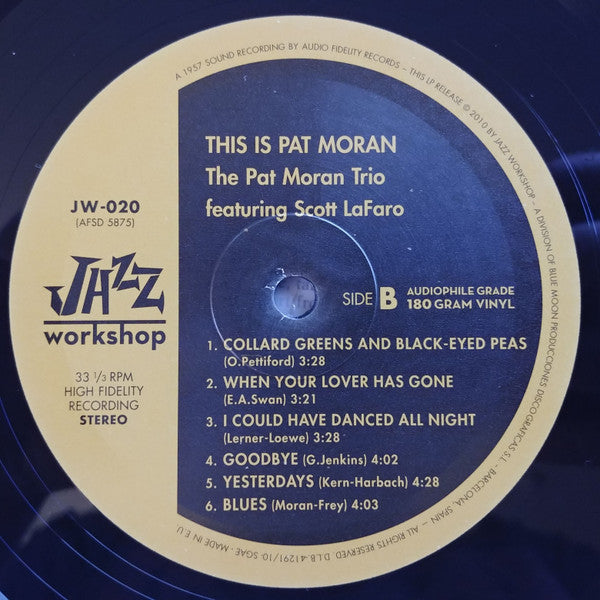 A 1957 SOUND RECORDING BY AUDIO FIDELITY RECORDS – THIS LP RELEASE © 2010 BY JAZZ WORKSHOP – A DIVISION OF BLUE MOON PRODUCCIONES DISCOGRAFICAS S.L. - BARCELONA, SPAIN – ALL RIGHTS RESERVED. D.L.B.-41291/10- SGAE - MADE IN E.U.
THIS IS PAT MORAN
The Pat Moran Trio
featuring Scott LaFaro
JW-020
(AFSD 5875)
JAZZ
workshop
33 1/3 RPM
HIGH FIDELITY
RECORDING
STEREO
SIDE B AUDIOPHILE GRADE
180 GRAM VINYL
1. COLLARD GREENS AND BLACK-EYED PEAS
(O.Pettiford) 3:28
2. WHEN YOUR LOVER HAS GONE
(E.A.Swan) 3:21
3. I COULD HAVE DANCED ALL NIGHT
(Lerner-Loewe) 3:28
4. GOODBYE (G.Jenkins) 4:02
5. YESTERDAYS (Kern-Harbach) 4:28
6. BLUES (Moran-Frey) 4:03